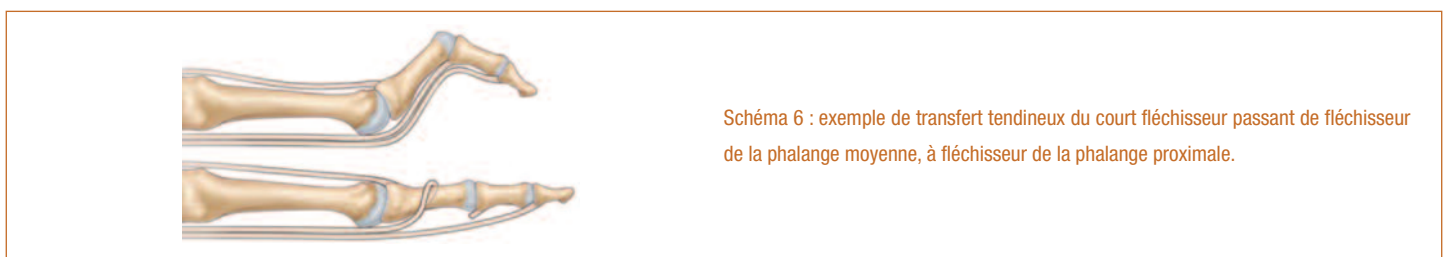 Schéma 6 : exemple de transfert tendineux du court fléchisseur passant de fléchisseur
de la phalange moyenne, à fléchisseur de la phalange proximale.